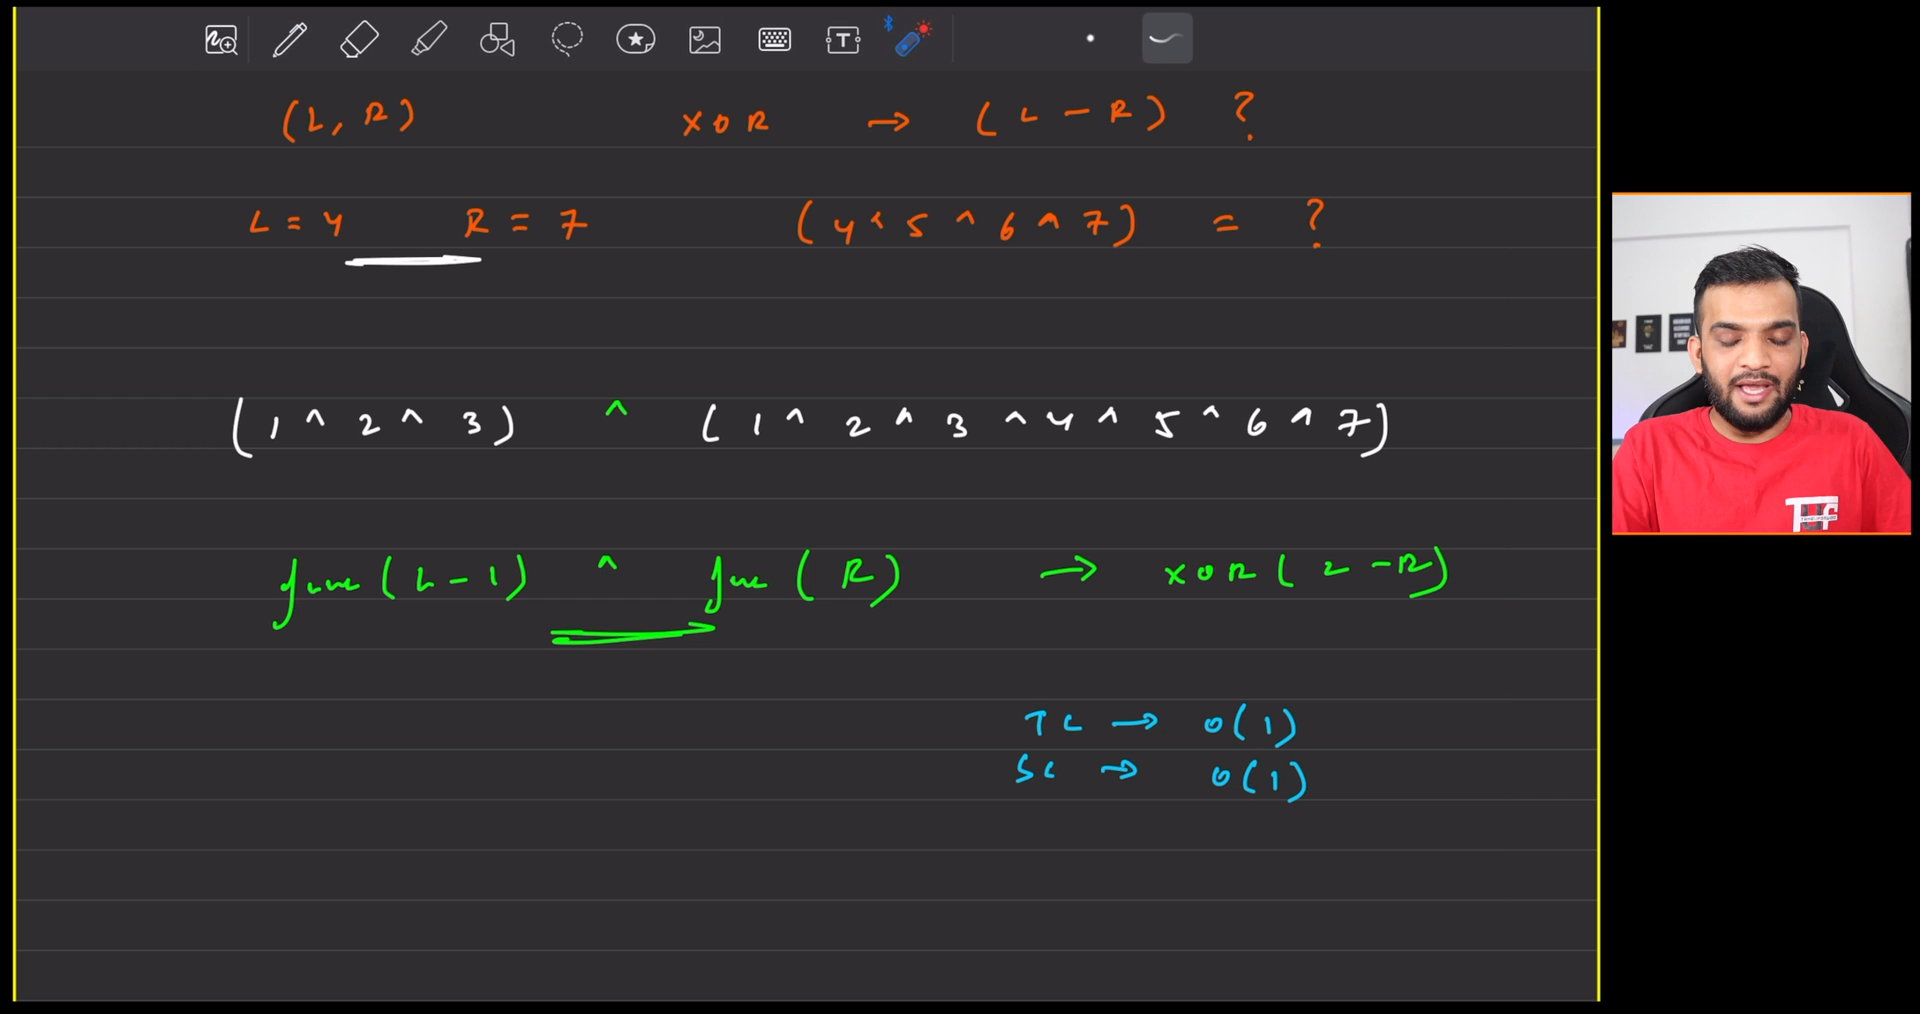 (L, R) XOR → (L - R) ?
L = 4 R = 7 (4 ^ 5 ^ 6 ^ 7) = ?
(1 ^ 2 ^ 3) ^ (1 ^ 2 ^ 3 ^ 4 ^ 5 ^ 6 ^ 7)
func(L-1) ^ func(R) → XOR(L-R)
TC → O(1)
SC → O(1)
TUF